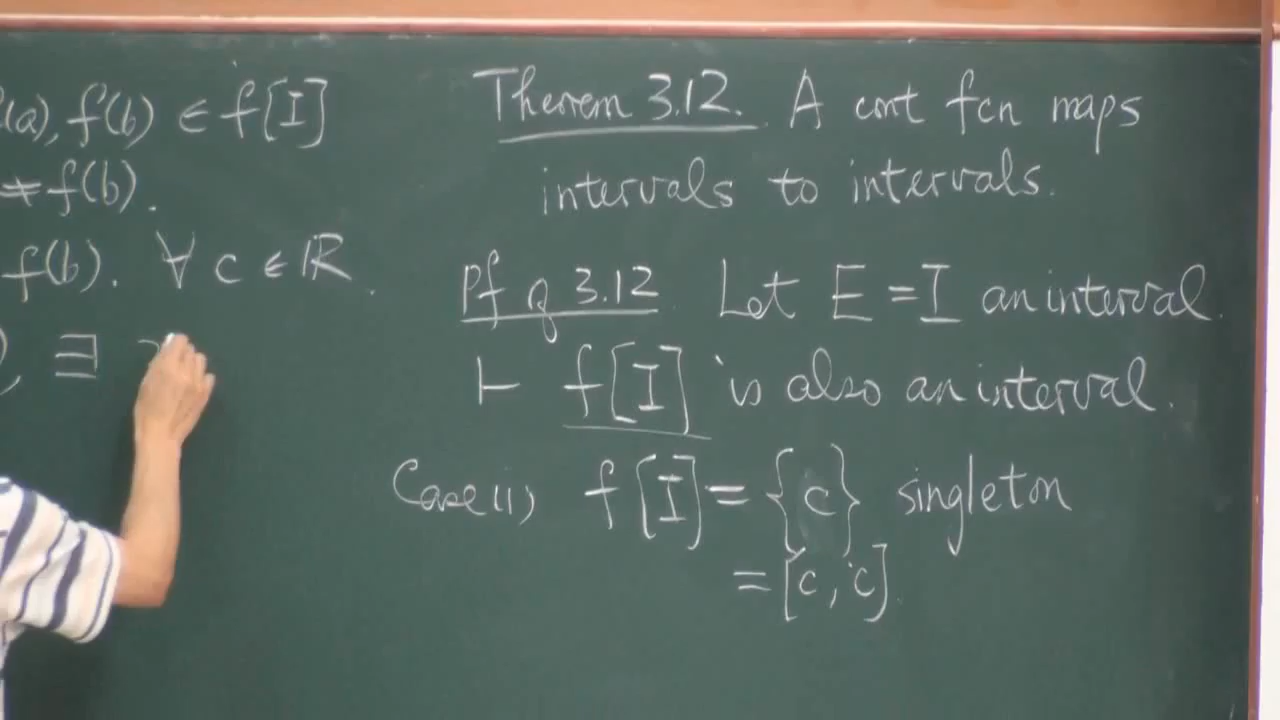 f(a), f(b) ∈ f[I]
≠ f(b).
f(b). ∀ c ∈ ℝ
), ∃
Theorem 3.12. A cont fcn maps
intervals to intervals.
Pf of 3.12 Let E = I an interval.
⊢ f[I] is also an interval.
Case (1) f[I] = {c} singleton
= [c, c].